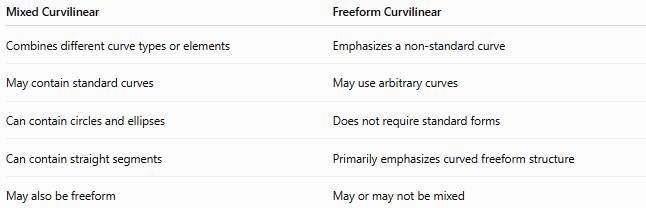 Mixed Curvilinear Freeform Curvilinear
Combines different curve types or elements Emphasizes a non-standard curve
May contain standard curves May use arbitrary curves
Can contain circles and ellipses Does not require standard forms
Can contain straight segments Primarily emphasizes curved freeform structure
May also be freeform May or may not be mixed